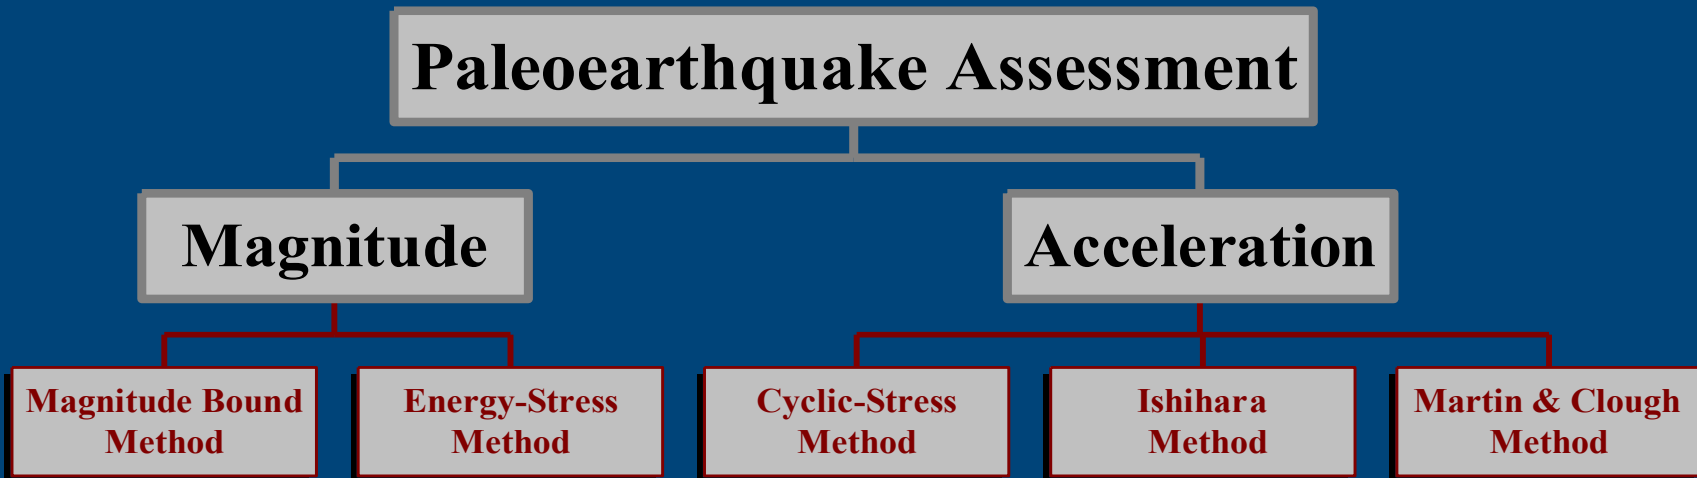 Paleoearthquake Assessment
Magnitude
Acceleration
Magnitude Bound
Method
Energy-Stress
Method
Cyclic-Stress
Method
Ishihara
Method
Martin & Clough
Method